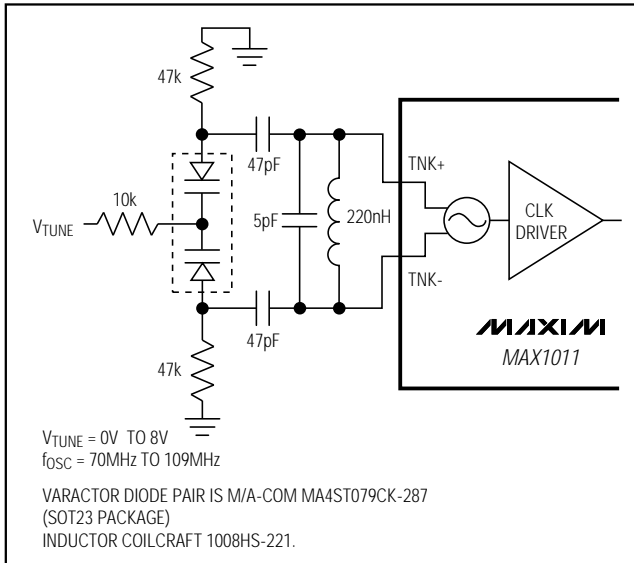 47k
47pF
TNK+
10k
VTUNE
5pF
220nH
CLK
DRIVER
TNK-
47pF
47k
MAXIM
MAX1011
VTUNE = 0V TO 8V
fOSC = 70MHz TO 109MHz
VARACTOR DIODE PAIR IS M/A-COM MA4ST079CK-287
(SOT23 PACKAGE)
INDUCTOR COILCRAFT 1008HS-221.